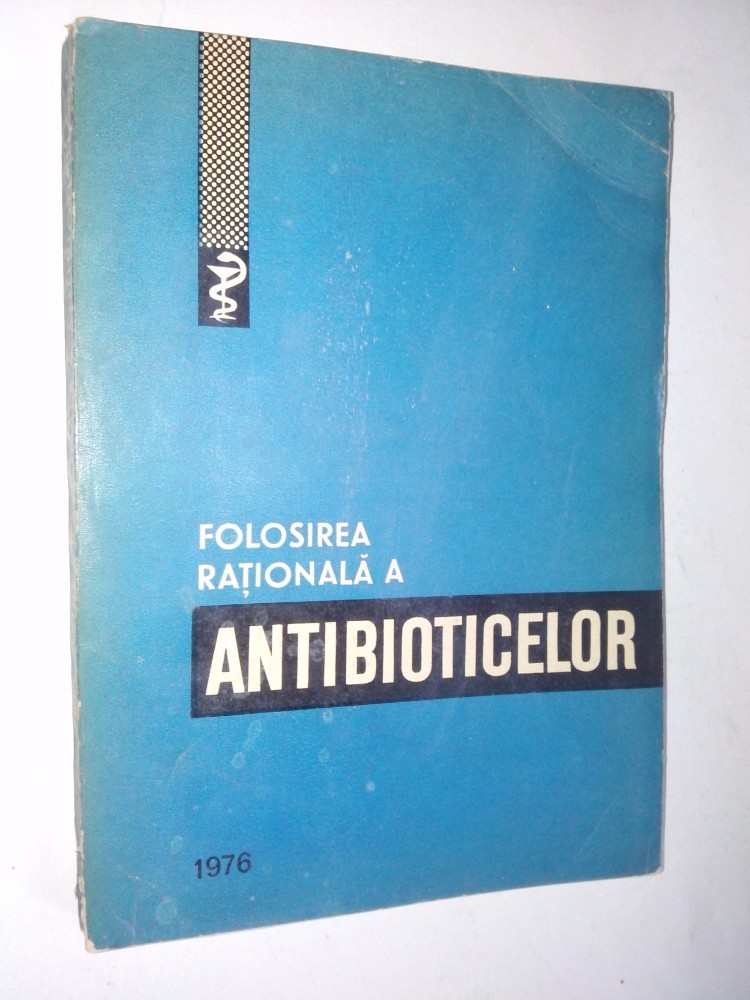 FOLOSIREA
RAȚIONALĂ A
ANTIBIOTICELOR
1976